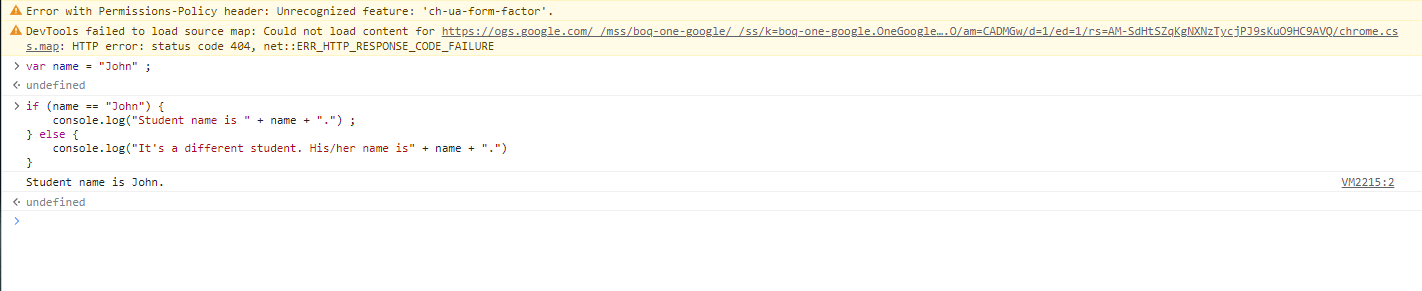 Error with Permissions-Policy header: Unrecognized feature: 'ch-ua-form-factor'.
DevTools failed to load source map: Could not load content for https://ogs.google.com/_/mss/boq-one-google/_/ss/k=boq-one-google.OneGoogle….O/am=CADMGw/d=1/ed=1/rs=AM-SdHtSZqKgNXNzTycjPJ9sKuO9HC9AVQ/chrome.cs
s.map: HTTP error: status code 404, net::ERR_HTTP_RESPONSE_CODE_FAILURE
> var name = "John" ;
<· undefined
> if (name == "John") {
    console.log("Student name is " + name + ".") ;
} else {
    console.log("It's a different student. His/her name is" + name + ".")
}
Student name is John. VM2215:2
<· undefined
>